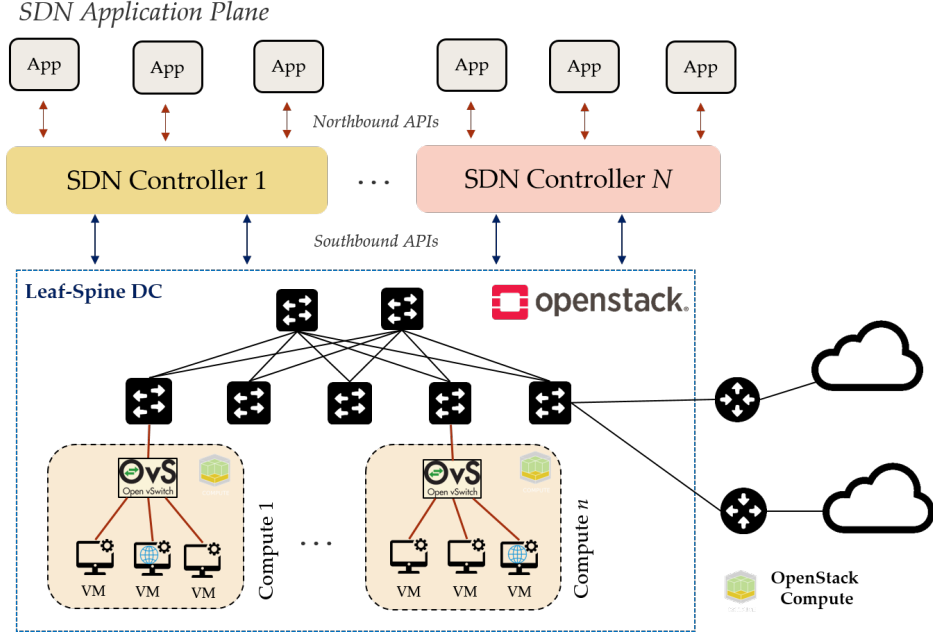 SDN Application Plane
App
App
App
App
App
App
Northbound APIs
SDN Controller 1
...
SDN Controller N
Southbound APIs
Leaf-Spine DC
openstack.
OvS
Open vSwitch
VM
VM
VM
Compute 1
...
OvS
Open vSwitch
VM
VM
VM
Compute n
OpenStack
Compute